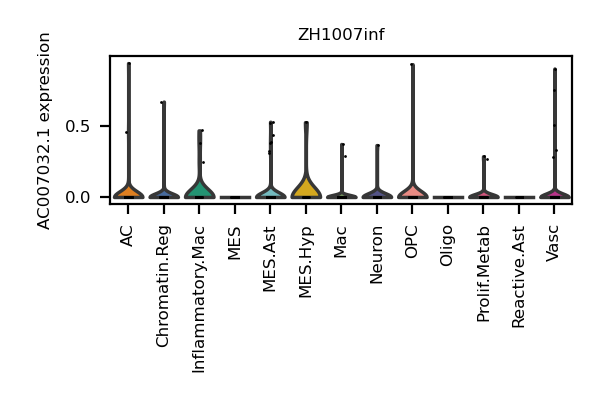 ZH1007inf
AC007032.1 expression
0.5
0.0
AC
Chromatin.Reg
Inflammatory.Mac
MES
MES.Ast
MES.Hyp
Mac
Neuron
OPC
Oligo
Prolif.Metab
Reactive.Ast
Vasc